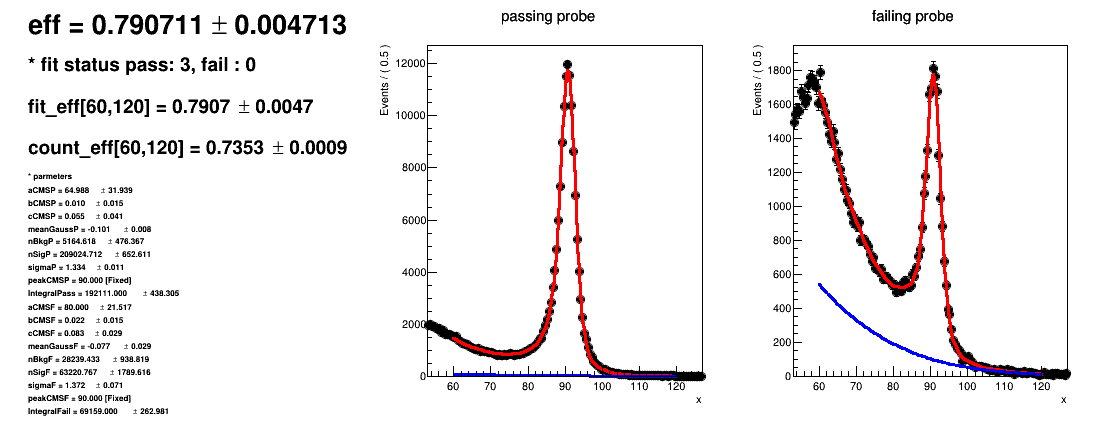 eff = 0.790711 ± 0.004713
* fit status pass: 3, fail : 0
fit_eff[60,120] = 0.7907 ± 0.0047
count_eff[60,120] = 0.7353 ± 0.0009
* parmeters
aCMSP = 64.988 ± 31.939
bCMSP = 0.010 ± 0.015
cCMSP = 0.055 ± 0.041
meanGaussP = -0.101 ± 0.008
nBkgP = 5164.618 ± 476.367
nSigP = 209024.712 ± 652.611
sigmaP = 1.334 ± 0.011
peakCMSP = 90.000 [Fixed]
IntegralPass = 192111.000 ± 438.305
aCMSF = 80.000 ± 21.517
bCMSF = 0.022 ± 0.015
cCMSF = 0.083 ± 0.029
meanGaussF = -0.077 ± 0.029
nBkgF = 28239.433 ± 938.819
nSigF = 63220.767 ± 1789.616
sigmaF = 1.372 ± 0.071
peakCMSF = 90.000 [Fixed]
IntegralFail = 69159.000 ± 262.981
passing probe
Events / ( 0.5 )
12000
10000
8000
6000
4000
2000
0
60 70 80 90 100 110 120
x
failing probe
Events / ( 0.5 )
1800
1600
1400
1200
1000
800
600
400
200
0
60 70 80 90 100 110 120
x